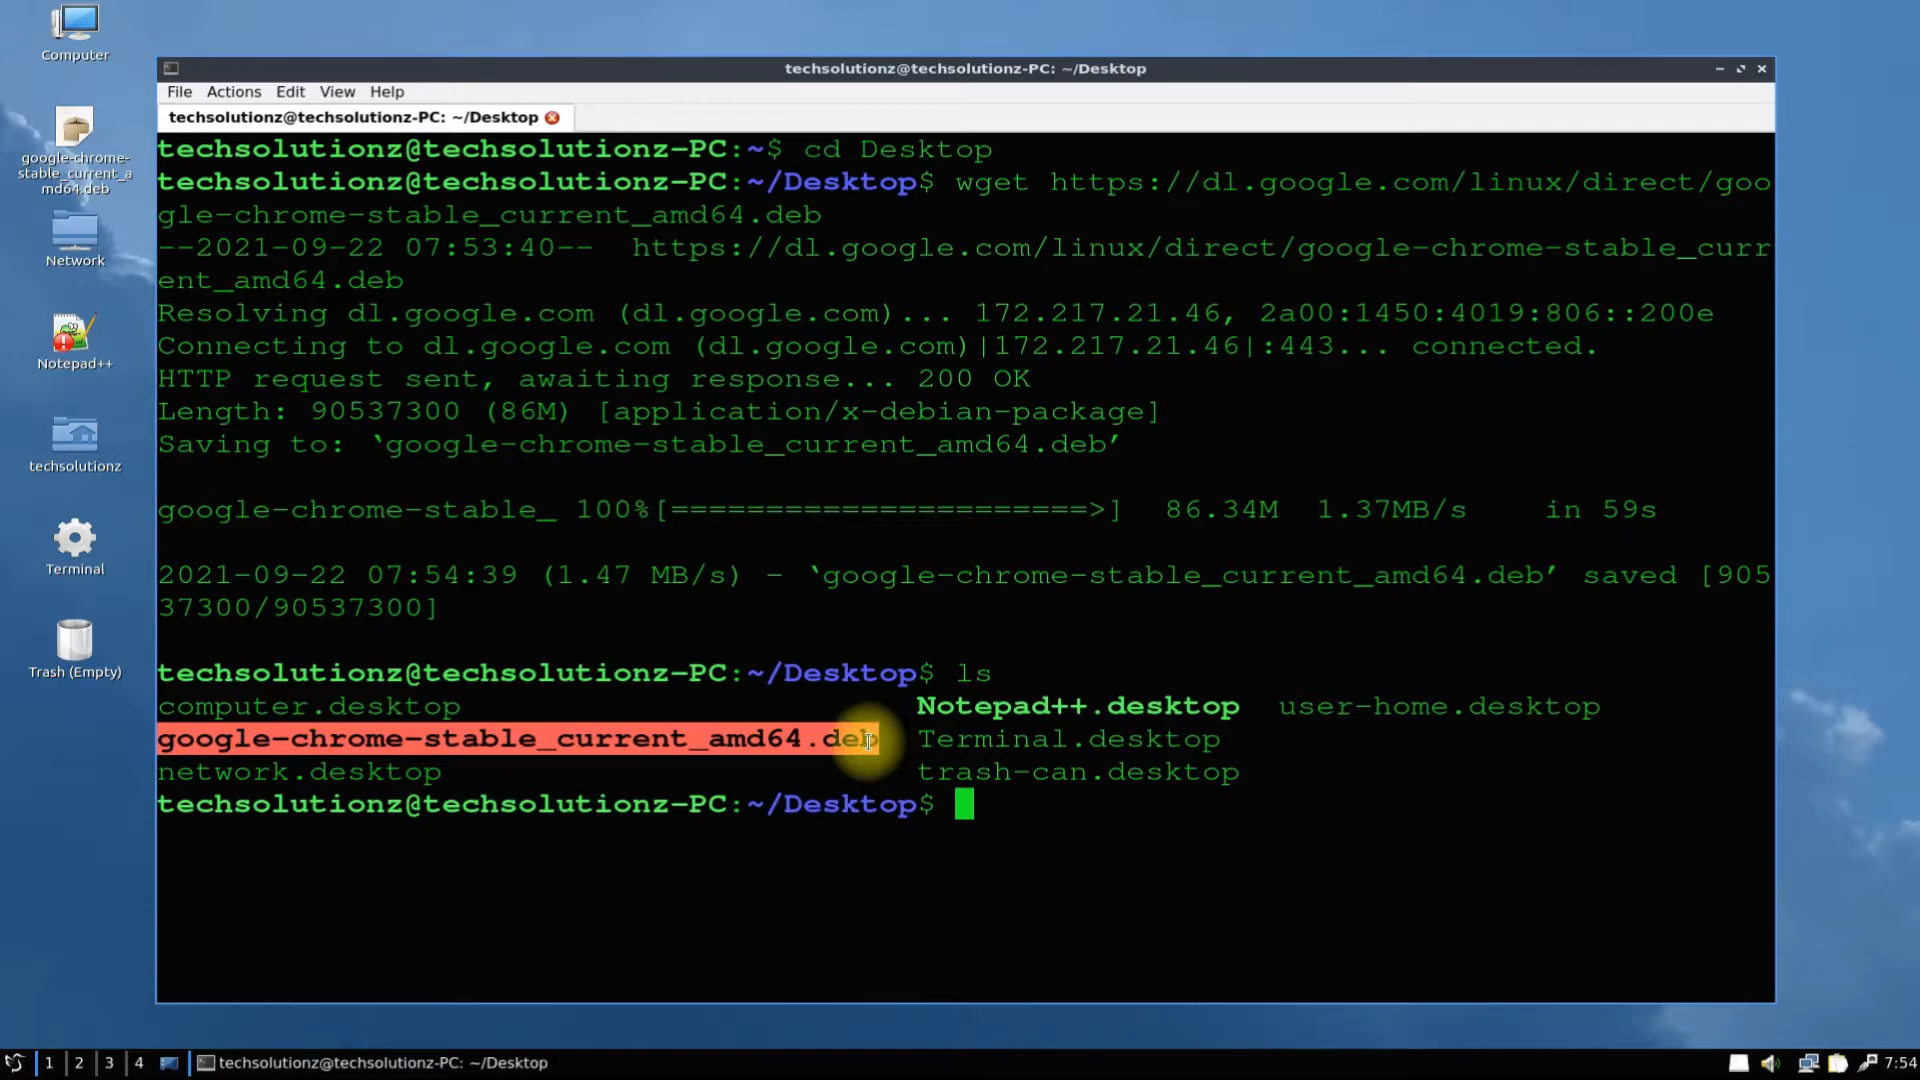 Computer
google-chrome-
stable_current_a
md64.deb
Network
Notepad++
techsolutionz
Terminal
Trash (Empty)
techsolutionz@techsolutionz-PC: ~/Desktop
File Actions Edit View Help
techsolutionz@techsolutionz-PC: ~/Desktop
techsolutionz@techsolutionz-PC:~$ cd Desktop
techsolutionz@techsolutionz-PC:~/Desktop$ wget https://dl.google.com/linux/direct/goo
gle-chrome-stable_current_amd64.deb
--2021-09-22 07:53:40--  https://dl.google.com/linux/direct/google-chrome-stable_curr
ent_amd64.deb
Resolving dl.google.com (dl.google.com)... 172.217.21.46, 2a00:1450:4019:806::200e
Connecting to dl.google.com (dl.google.com)|172.217.21.46|:443... connected.
HTTP request sent, awaiting response... 200 OK
Length: 90537300 (86M) [application/x-debian-package]
Saving to: ‘google-chrome-stable_current_amd64.deb’
google-chrome-stable_ 100%[======================>]  86.34M  1.37MB/s    in 59s
2021-09-22 07:54:39 (1.47 MB/s) - ‘google-chrome-stable_current_amd64.deb’ saved [905
37300/90537300]
techsolutionz@techsolutionz-PC:~/Desktop$ ls
computer.desktop Notepad++.desktop user-home.desktop
google-chrome-stable_current_amd64.deb Terminal.desktop
network.desktop trash-can.desktop
techsolutionz@techsolutionz-PC:~/Desktop$
1 2 3 4 techsolutionz@techsolutionz-PC: ~/Desktop 7:54